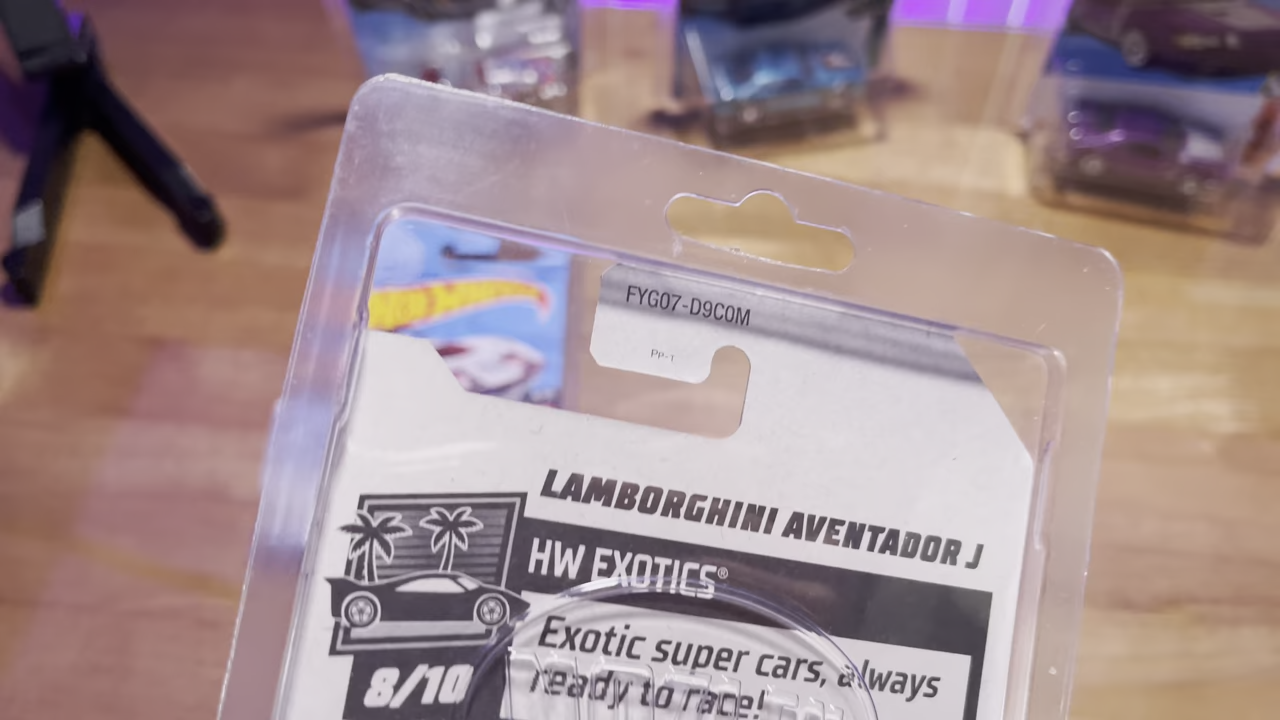 FYG07-D9C0M
PP-1
LAMBORGHINI AVENTADOR J
HW EXOTICS®
Exotic super cars, always
ready to race!
8/10